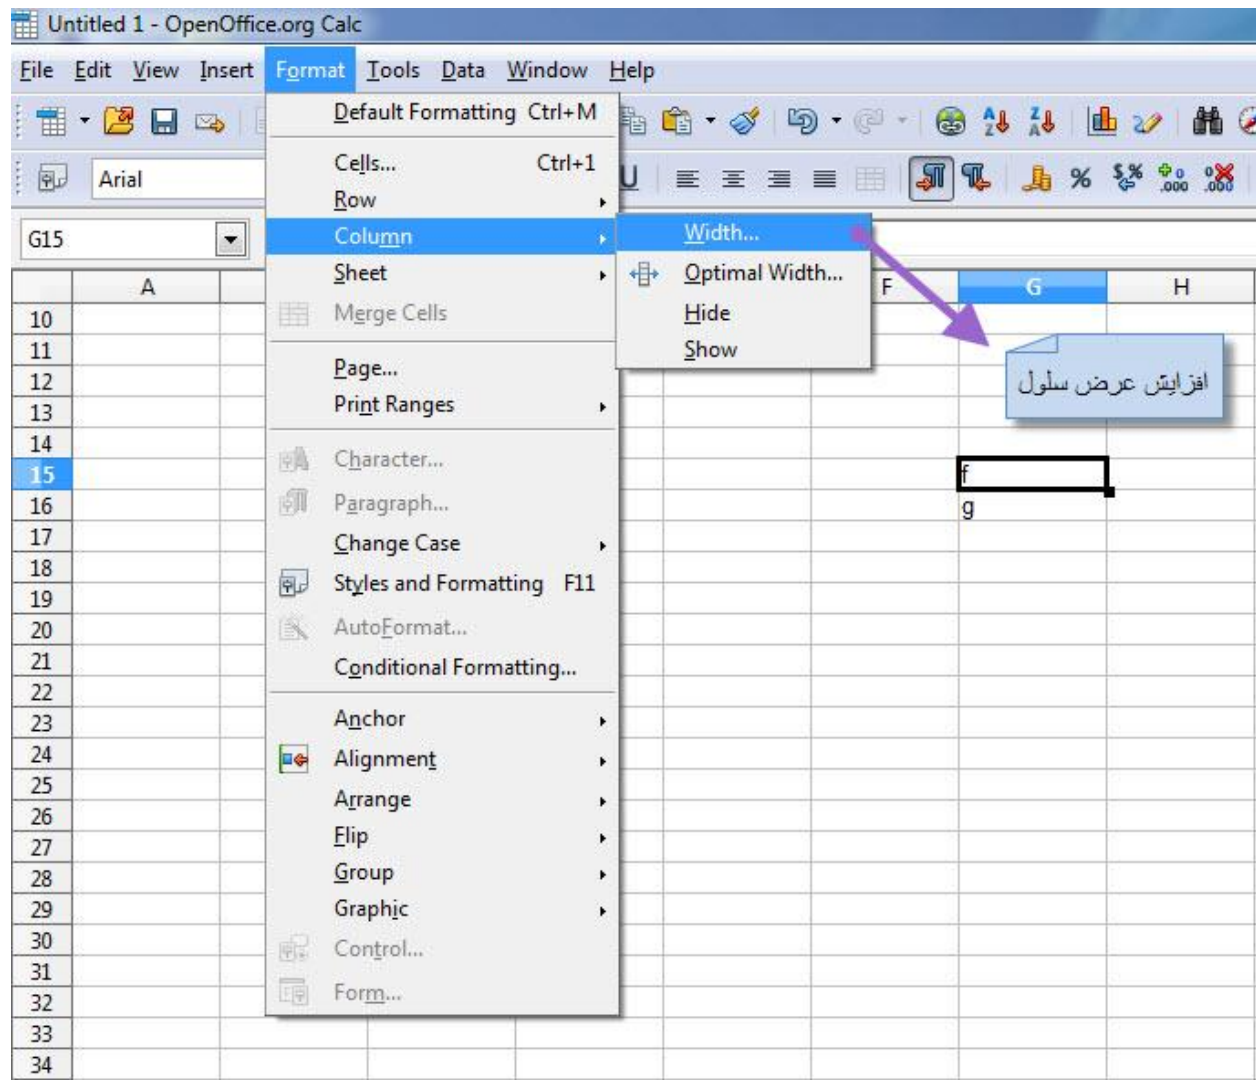 Untitled 1 - OpenOffice.org Calc
File Edit View Insert Format Tools Data Window Help
Default Formatting Ctrl+M
Cells... Ctrl+1
Arial
Row
G15
Column
Width...
Sheet
Optimal Width...
A F G H
Merge Cells
Hide
Show
افزایش عرض سلول
Page...
Print Ranges
Character...
Paragraph...
Change Case
Styles and Formatting F11
AutoFormat...
Conditional Formatting...
Anchor
Alignment
Arrange
Flip
Group
Graphic
Control...
Form...
10
11
12
13
14
15 f
16 g
17
18
19
20
21
22
23
24
25
26
27
28
29
30
31
32
33
34